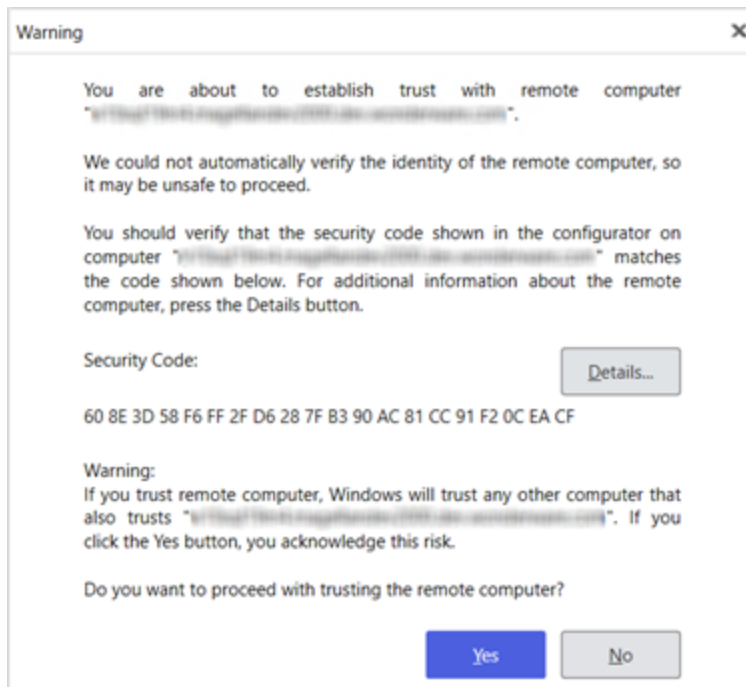 Warning
You are about to establish trust with remote computer
" ".
We could not automatically verify the identity of the remote computer, so
it may be unsafe to proceed.
You should verify that the security code shown in the configurator on
computer " " matches
the code shown below. For additional information about the remote
computer, press the Details button.
Security Code:
Details...
60 8E 3D 58 F6 FF 2F D6 28 7F B3 90 AC 81 CC 91 F2 0C EA CF
Warning:
If you trust remote computer, Windows will trust any other computer that
also trusts " ". If you
click the Yes button, you acknowledge this risk.
Do you want to proceed with trusting the remote computer?
Yes
No